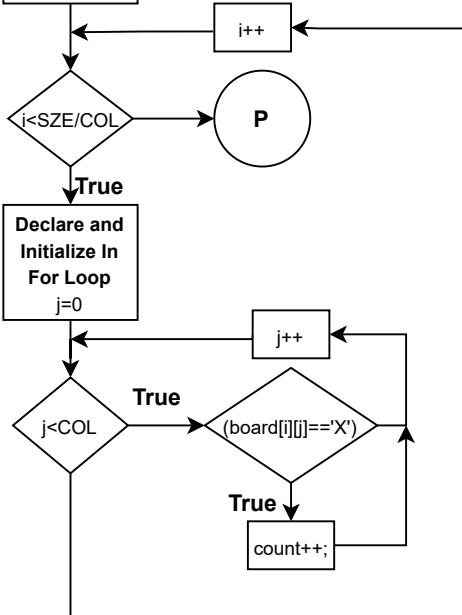 i++
i<SZE/COL
P
True
Declare and
Initialize In
For Loop
j=0
j++
True
j<COL
(board[i][j]=='X')
True
count++;